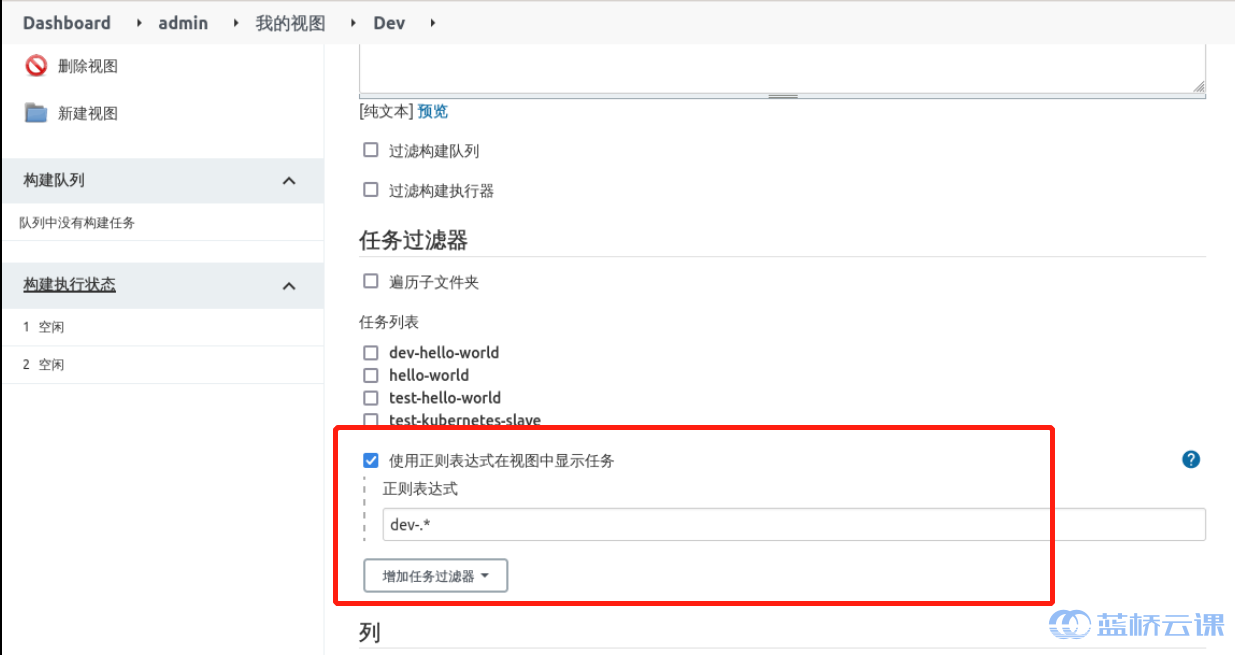 Dashboard admin 我的视图 Dev
删除视图
新建视图
构建队列
队列中没有构建任务
构建执行状态
1 空闲
2 空闲
[纯文本] 预览
过滤构建队列
过滤构建执行器
任务过滤器
遍历子文件夹
任务列表
dev-hello-world
hello-world
test-hello-world
test-kubernetes-slave
使用正则表达式在视图中显示任务
?
正则表达式
dev-.*
增加任务过滤器
列
蓝桥云课